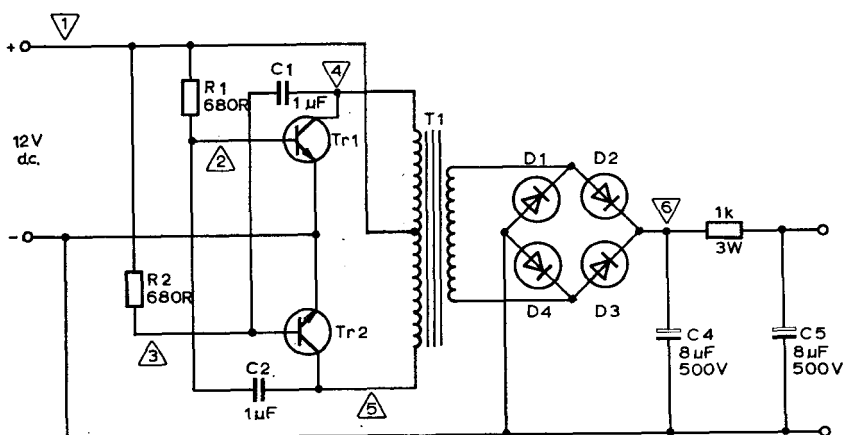 1
+
12V
d.c.
-
R1
680R
C1
1µF
4
T1
Tr1
2
D1
D2
6
1k
3W
R2
680R
3
Tr2
C2
1µF
5
D4
D3
C4
8µF
500V
C5
8µF
500V